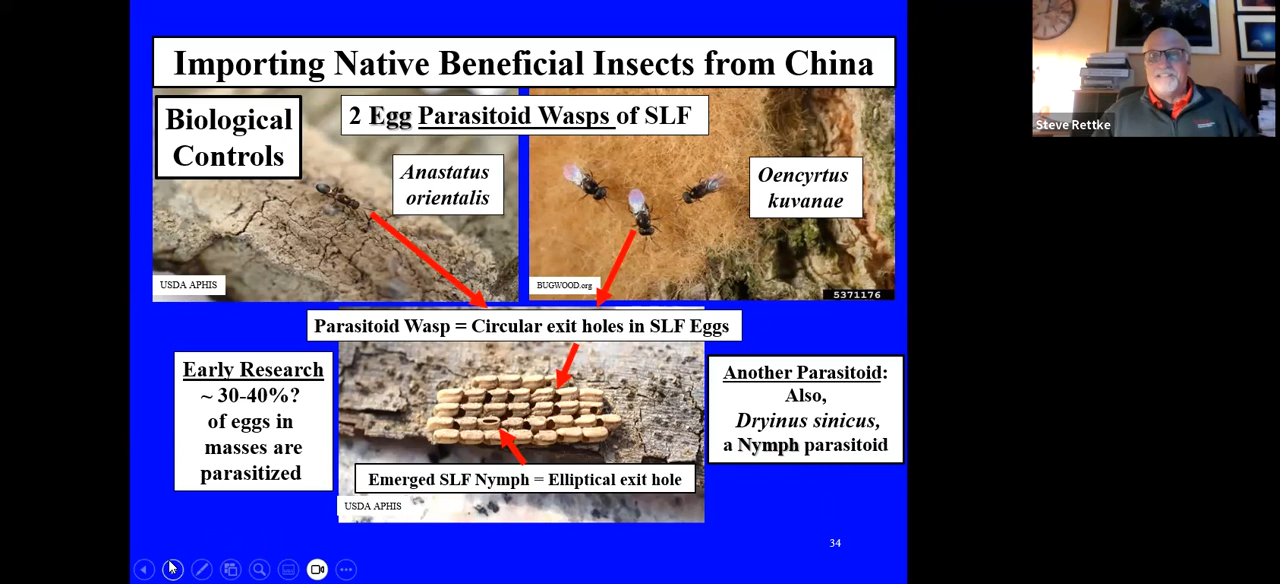 Importing Native Beneficial Insects from China
Biological
Controls
2 Egg Parasitoid Wasps of SLF
Anastatus
orientalis
Oencyrtus
kuvanae
USDA APHIS
BUGWOOD.org
5371176
Parasitoid Wasp = Circular exit holes in SLF Eggs
Early Research
~ 30-40%?
of eggs in
masses are
parasitized
Another Parasitoid:
Also,
Dryinus sinicus,
a Nymph parasitoid
Emerged SLF Nymph = Elliptical exit hole
USDA APHIS
34
Steve Rettke